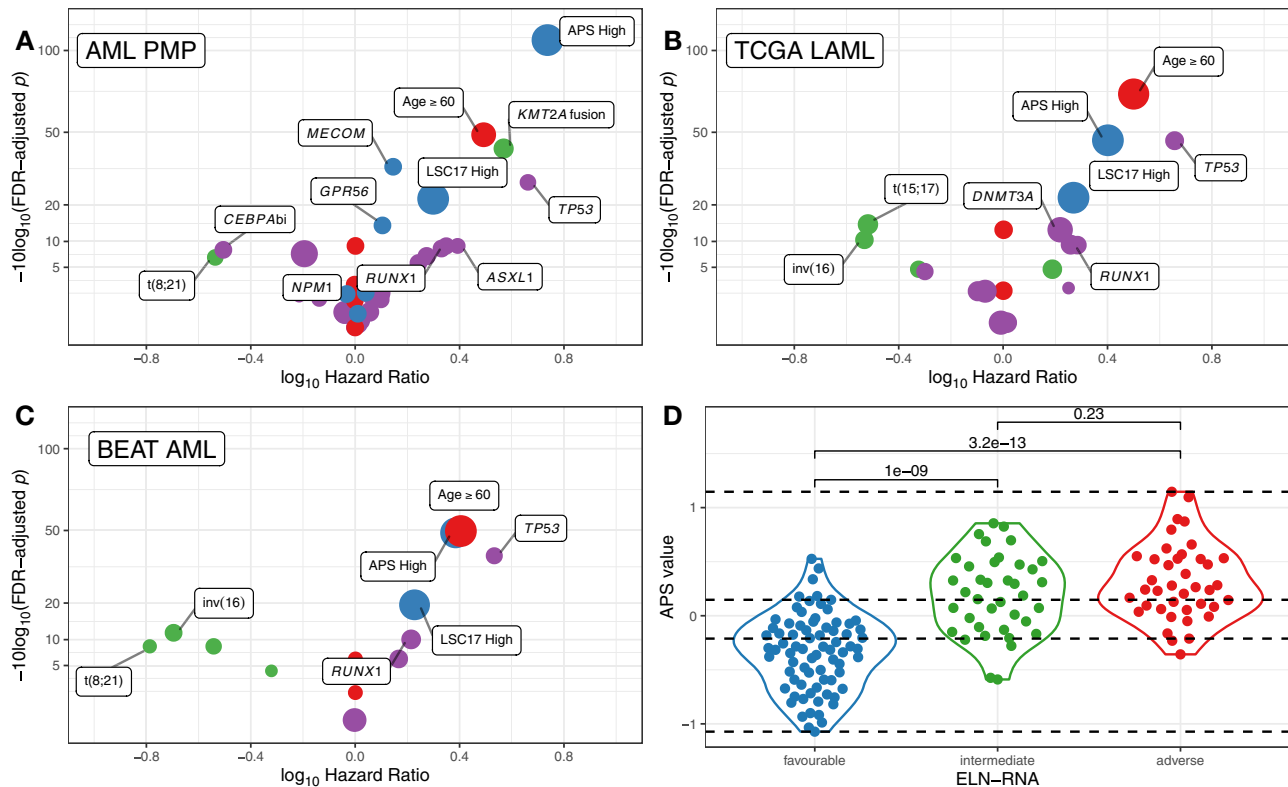 A
AML PMP
APS High
Age ≥ 60
KMT2A fusion
MECOM
LSC17 High
GPR56
TP53
CEBPAbi
t(8;21)
NPM1
RUNX1
ASXL1
100
50
20
10
5
−10log10(FDR−adjusted p)
−0.8
−0.4
0.0
0.4
0.8
log10 Hazard Ratio
B
TCGA LAML
Age ≥ 60
APS High
LSC17 High
TP53
t(15;17)
DNMT3A
inv(16)
RUNX1
100
50
20
10
5
−10log10(FDR−adjusted p)
−0.8
−0.4
0.0
0.4
0.8
log10 Hazard Ratio
C
BEAT AML
Age ≥ 60
TP53
APS High
inv(16)
LSC17 High
t(8;21)
RUNX1
100
50
20
10
5
−10log10(FDR−adjusted p)
−0.8
−0.4
0.0
0.4
0.8
log10 Hazard Ratio
D
0.23
3.2e−13
1e−09
1
0
−1
APS value
favourable
intermediate
adverse
ELN−RNA